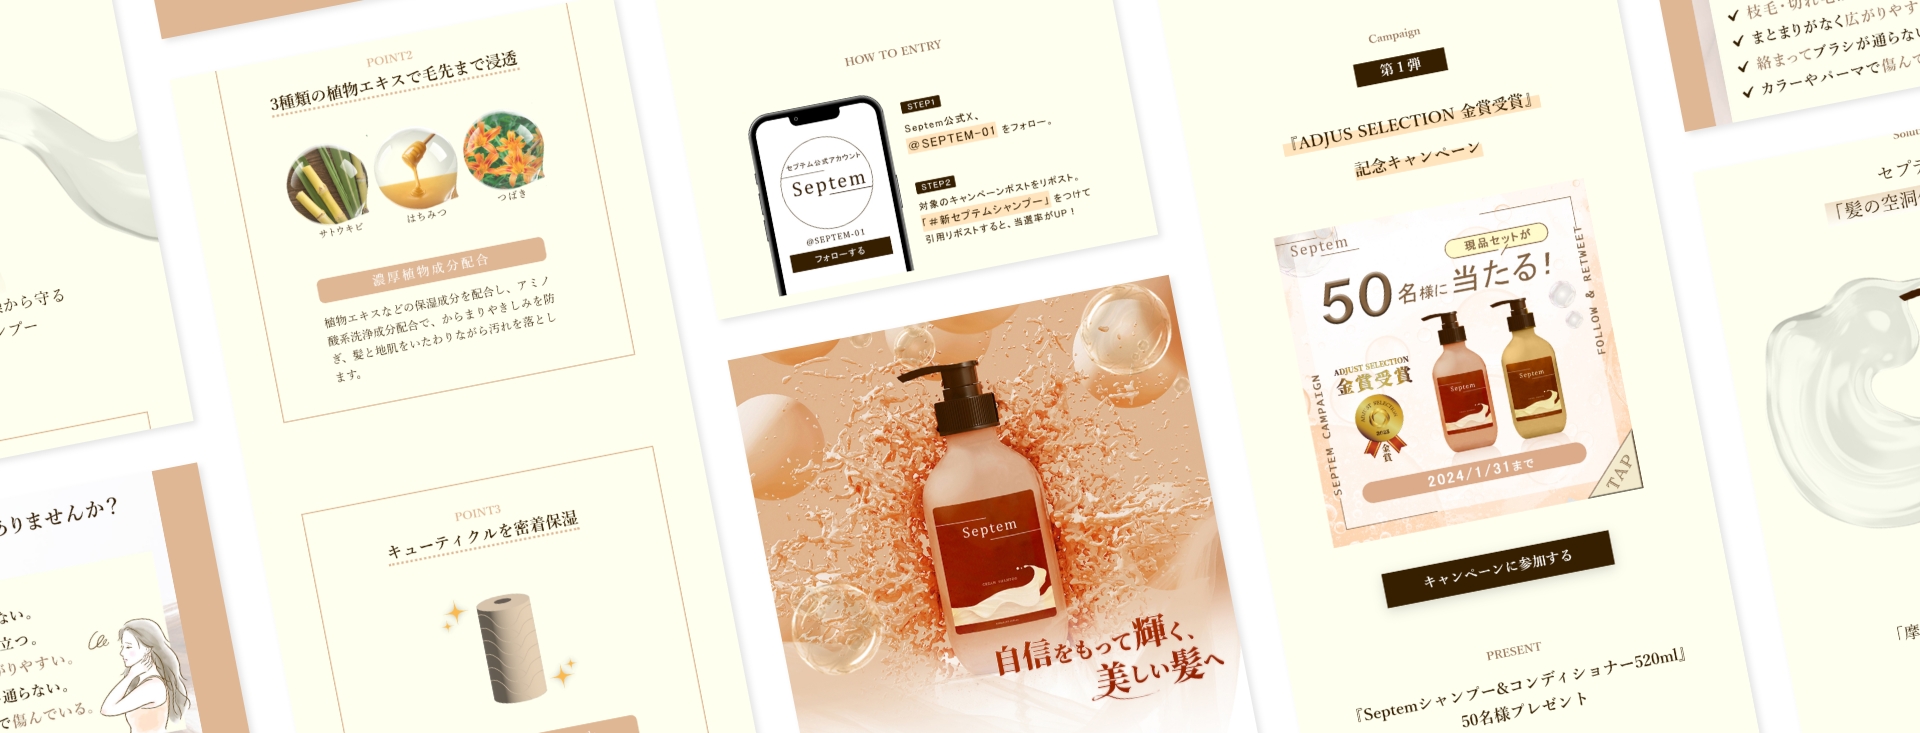 から守る
シャンプー
ありませんか？
ない。
立つ。
がりやすい。
通らない。
で傷んでいる。
POINT2
3種類の植物エキスで毛先まで浸透
サトウキビ
はちみつ
つばき
濃厚植物成分配合
植物エキスなどの保湿成分を配合し、アミノ
酸系洗浄成分配合で、からまりやきしみを防
ぎ、髪と地肌をいたわりながら汚れを落とし
ます。
POINT3
キューティクルを密着保湿
HOW TO ENTRY
セプテム公式アカウント
Septem
@SEPTEM-01
フォローする
STEP1
Septem公式X、
@SEPTEM-01 をフォロー。
STEP2
対象のキャンペーンポストをリポスト。
「#新セプテムシャンプー」をつけて
引用リポストすると、当選率がUP！
Septem
CREAM SHAMPOO
自信をもって輝く、
美しい髪へ
Campaign
第1弾
『ADJUS SELECTION 金賞受賞』
記念キャンペーン
Septem
現品セットが
50名様に当たる！
FOLLOW & RETWEET
ADJUST SELECTION
金賞受賞
金賞
Septem
Septem
SEPTEM CAMPAIGN
2024/1/31まで
TAP
キャンペーンに参加する
PRESENT
『Septemシャンプー&コンディショナー520ml』
50名様プレゼント
枝毛・切れ毛
まとまりがなく広がりやす
絡まってブラシが通らない
カラーやパーマで傷んで
セプテ
「髪の空洞
「摩